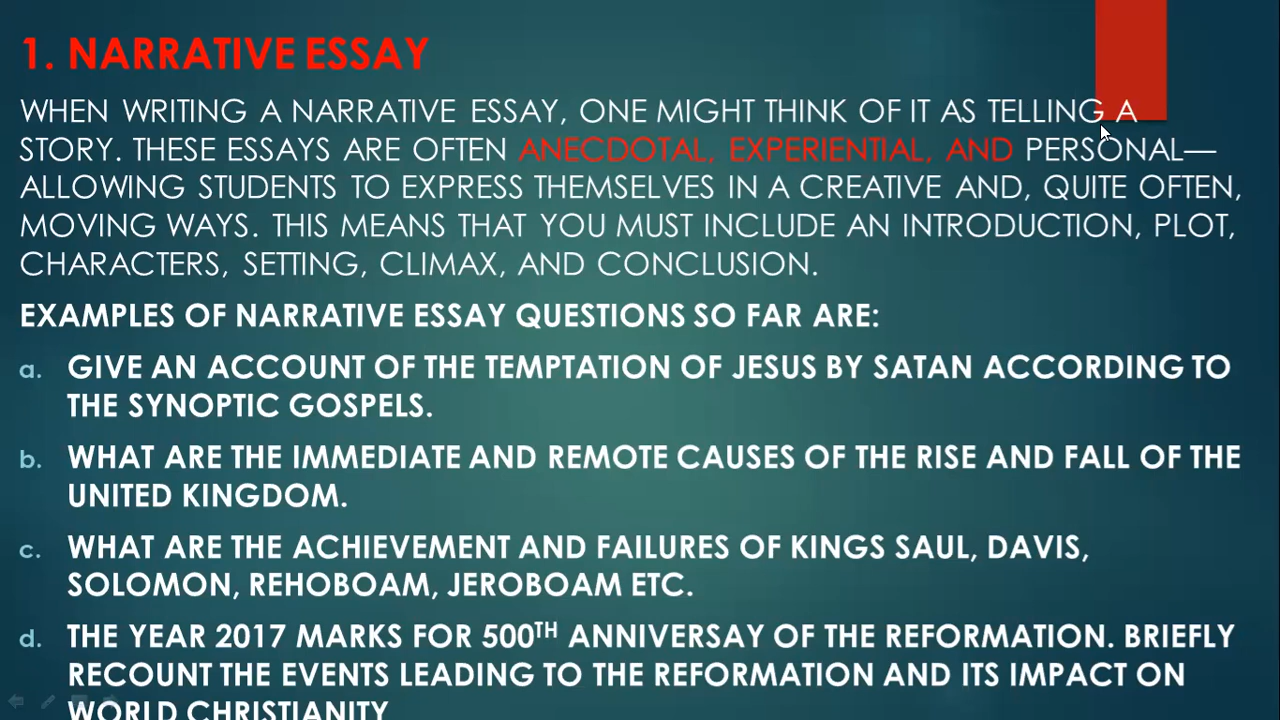 1. NARRATIVE ESSAY
WHEN WRITING A NARRATIVE ESSAY, ONE MIGHT THINK OF IT AS TELLING A
STORY. THESE ESSAYS ARE OFTEN ANECDOTAL, EXPERIENTIAL, AND PERSONAL—
ALLOWING STUDENTS TO EXPRESS THEMSELVES IN A CREATIVE AND, QUITE OFTEN,
MOVING WAYS. THIS MEANS THAT YOU MUST INCLUDE AN INTRODUCTION, PLOT,
CHARACTERS, SETTING, CLIMAX, AND CONCLUSION.
EXAMPLES OF NARRATIVE ESSAY QUESTIONS SO FAR ARE:
a. GIVE AN ACCOUNT OF THE TEMPTATION OF JESUS BY SATAN ACCORDING TO
THE SYNOPTIC GOSPELS.
b. WHAT ARE THE IMMEDIATE AND REMOTE CAUSES OF THE RISE AND FALL OF THE
UNITED KINGDOM.
c. WHAT ARE THE ACHIEVEMENT AND FAILURES OF KINGS SAUL, DAVIS,
SOLOMON, REHOBOAM, JEROBOAM ETC.
d. THE YEAR 2017 MARKS FOR 500TH ANNIVERSAY OF THE REFORMATION. BRIEFLY
RECOUNT THE EVENTS LEADING TO THE REFORMATION AND ITS IMPACT ON
WORLD CHRISTIANITY